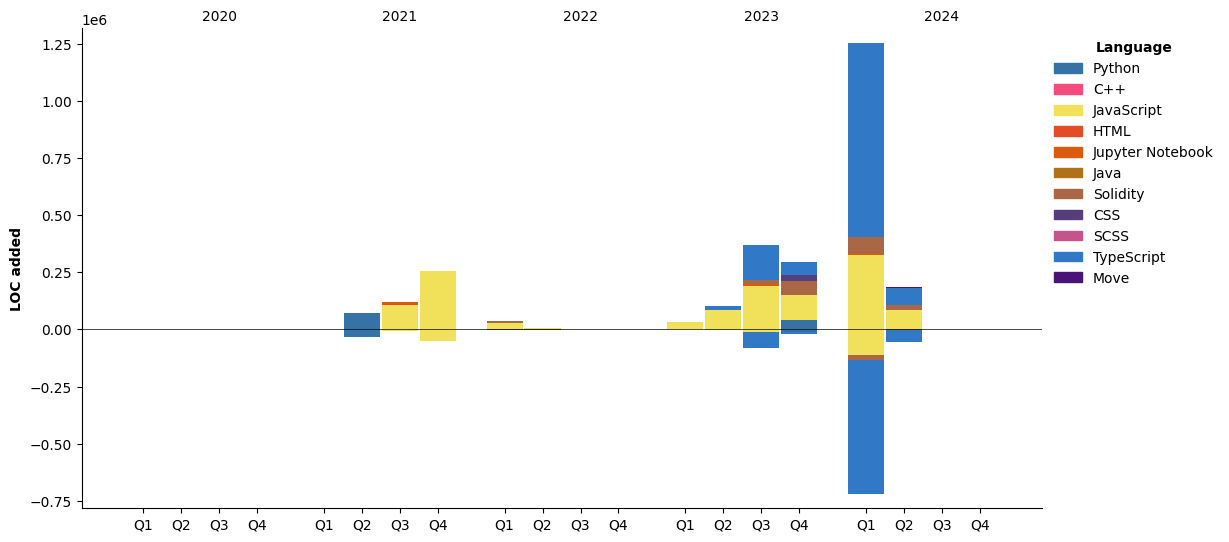 1e6
2020 2021 2022 2023 2024
LOC added
1.25
1.00
0.75
0.50
0.25
0.00
−0.25
−0.50
−0.75
Q1 Q2 Q3 Q4 Q1 Q2 Q3 Q4 Q1 Q2 Q3 Q4 Q1 Q2 Q3 Q4 Q1 Q2 Q3 Q4
Language
Python
C++
JavaScript
HTML
Jupyter Notebook
Java
Solidity
CSS
SCSS
TypeScript
Move